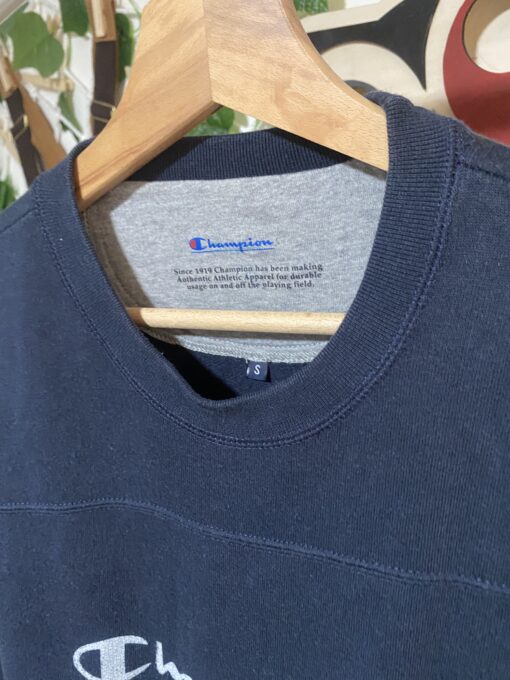 Champion
Since 1919 Champion has been making
Authentic Athletic Apparel for durable
usage on and off the playing field.
S
Ch